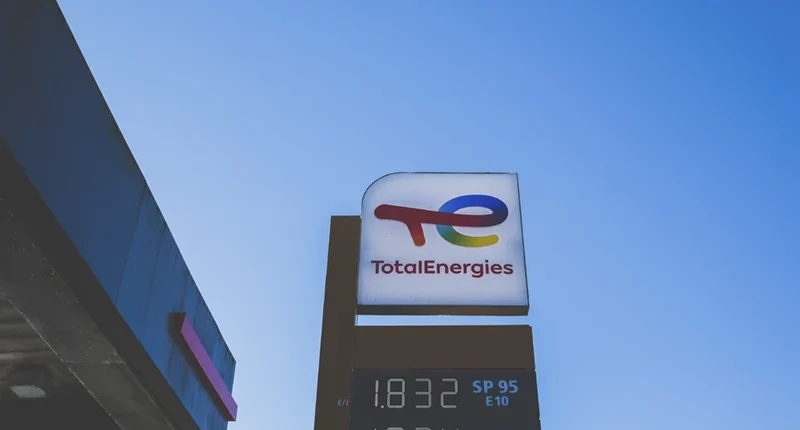 TotalEnergies
€/l 1.832 SP 95
E10